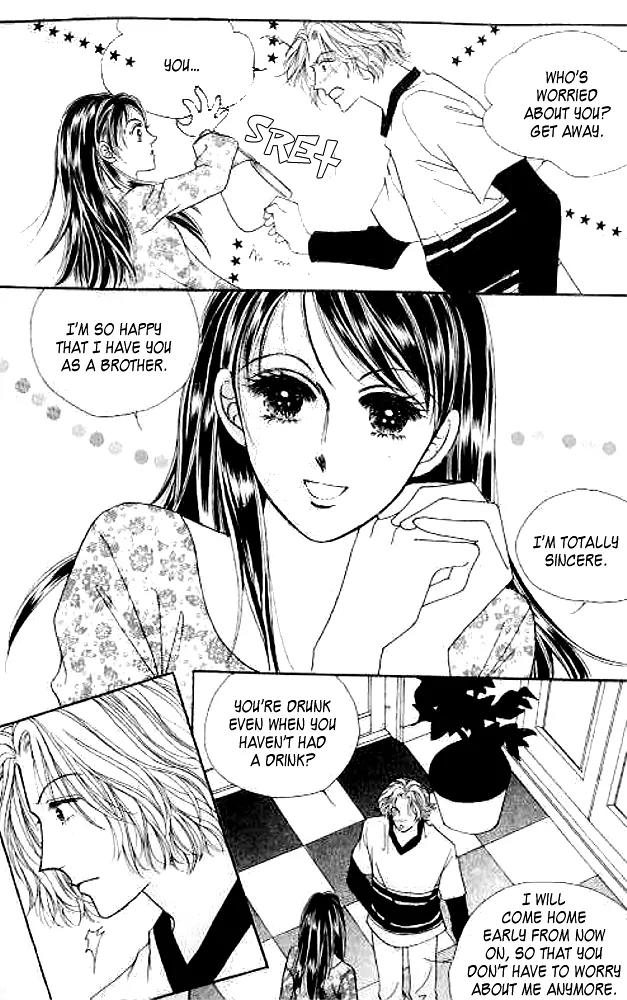 YOU...
WHO'S
WORRIED
ABOUT YOU?
GET AWAY.
SRET
I'M SO HAPPY
THAT I HAVE YOU
AS A BROTHER.
I'M TOTALLY
SINCERE.
YOU'RE DRUNK
EVEN WHEN YOU
HAVEN'T HAD
A DRINK?
I WILL
COME HOME
EARLY FROM NOW
ON, SO THAT YOU
DON'T HAVE TO WORRY
ABOUT ME ANYMORE.